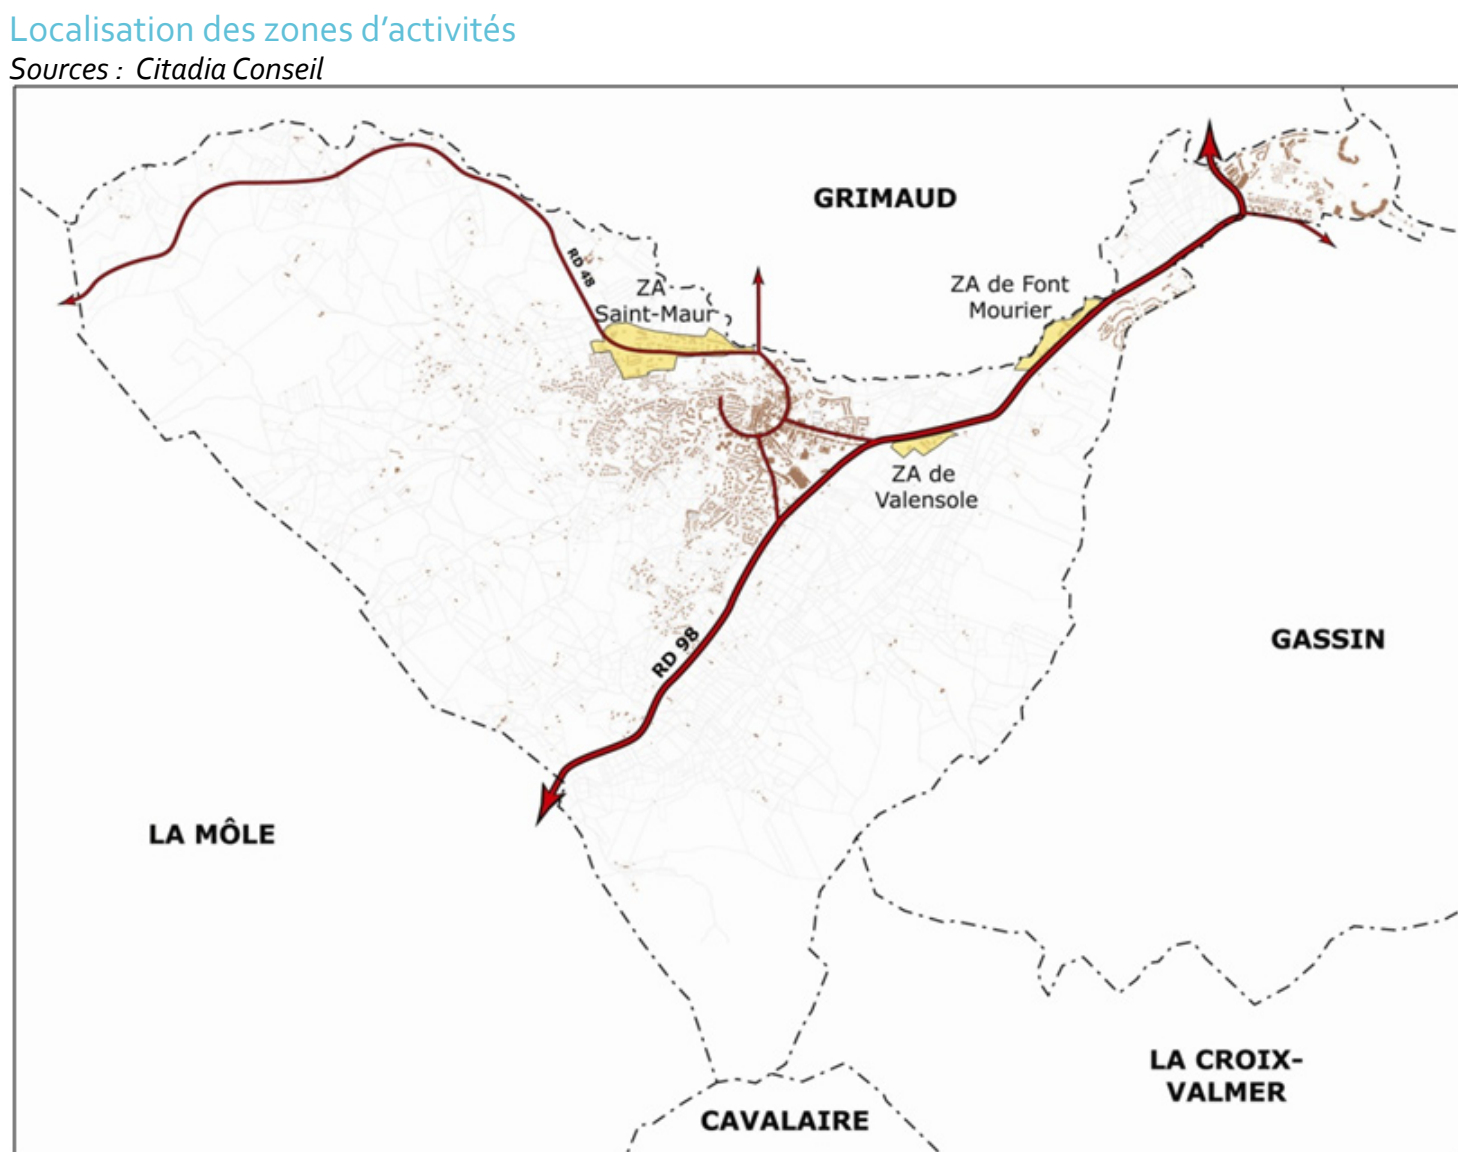 Localisation des zones d’activités
Sources : Citadia Conseil
GRIMAUD
RD 48
ZA
Saint-Maur
ZA de Font
Mourier
ZA de
Valensole
RD 98
GASSIN
LA MÔLE
LA CROIX-
VALMER
CAVALAIRE